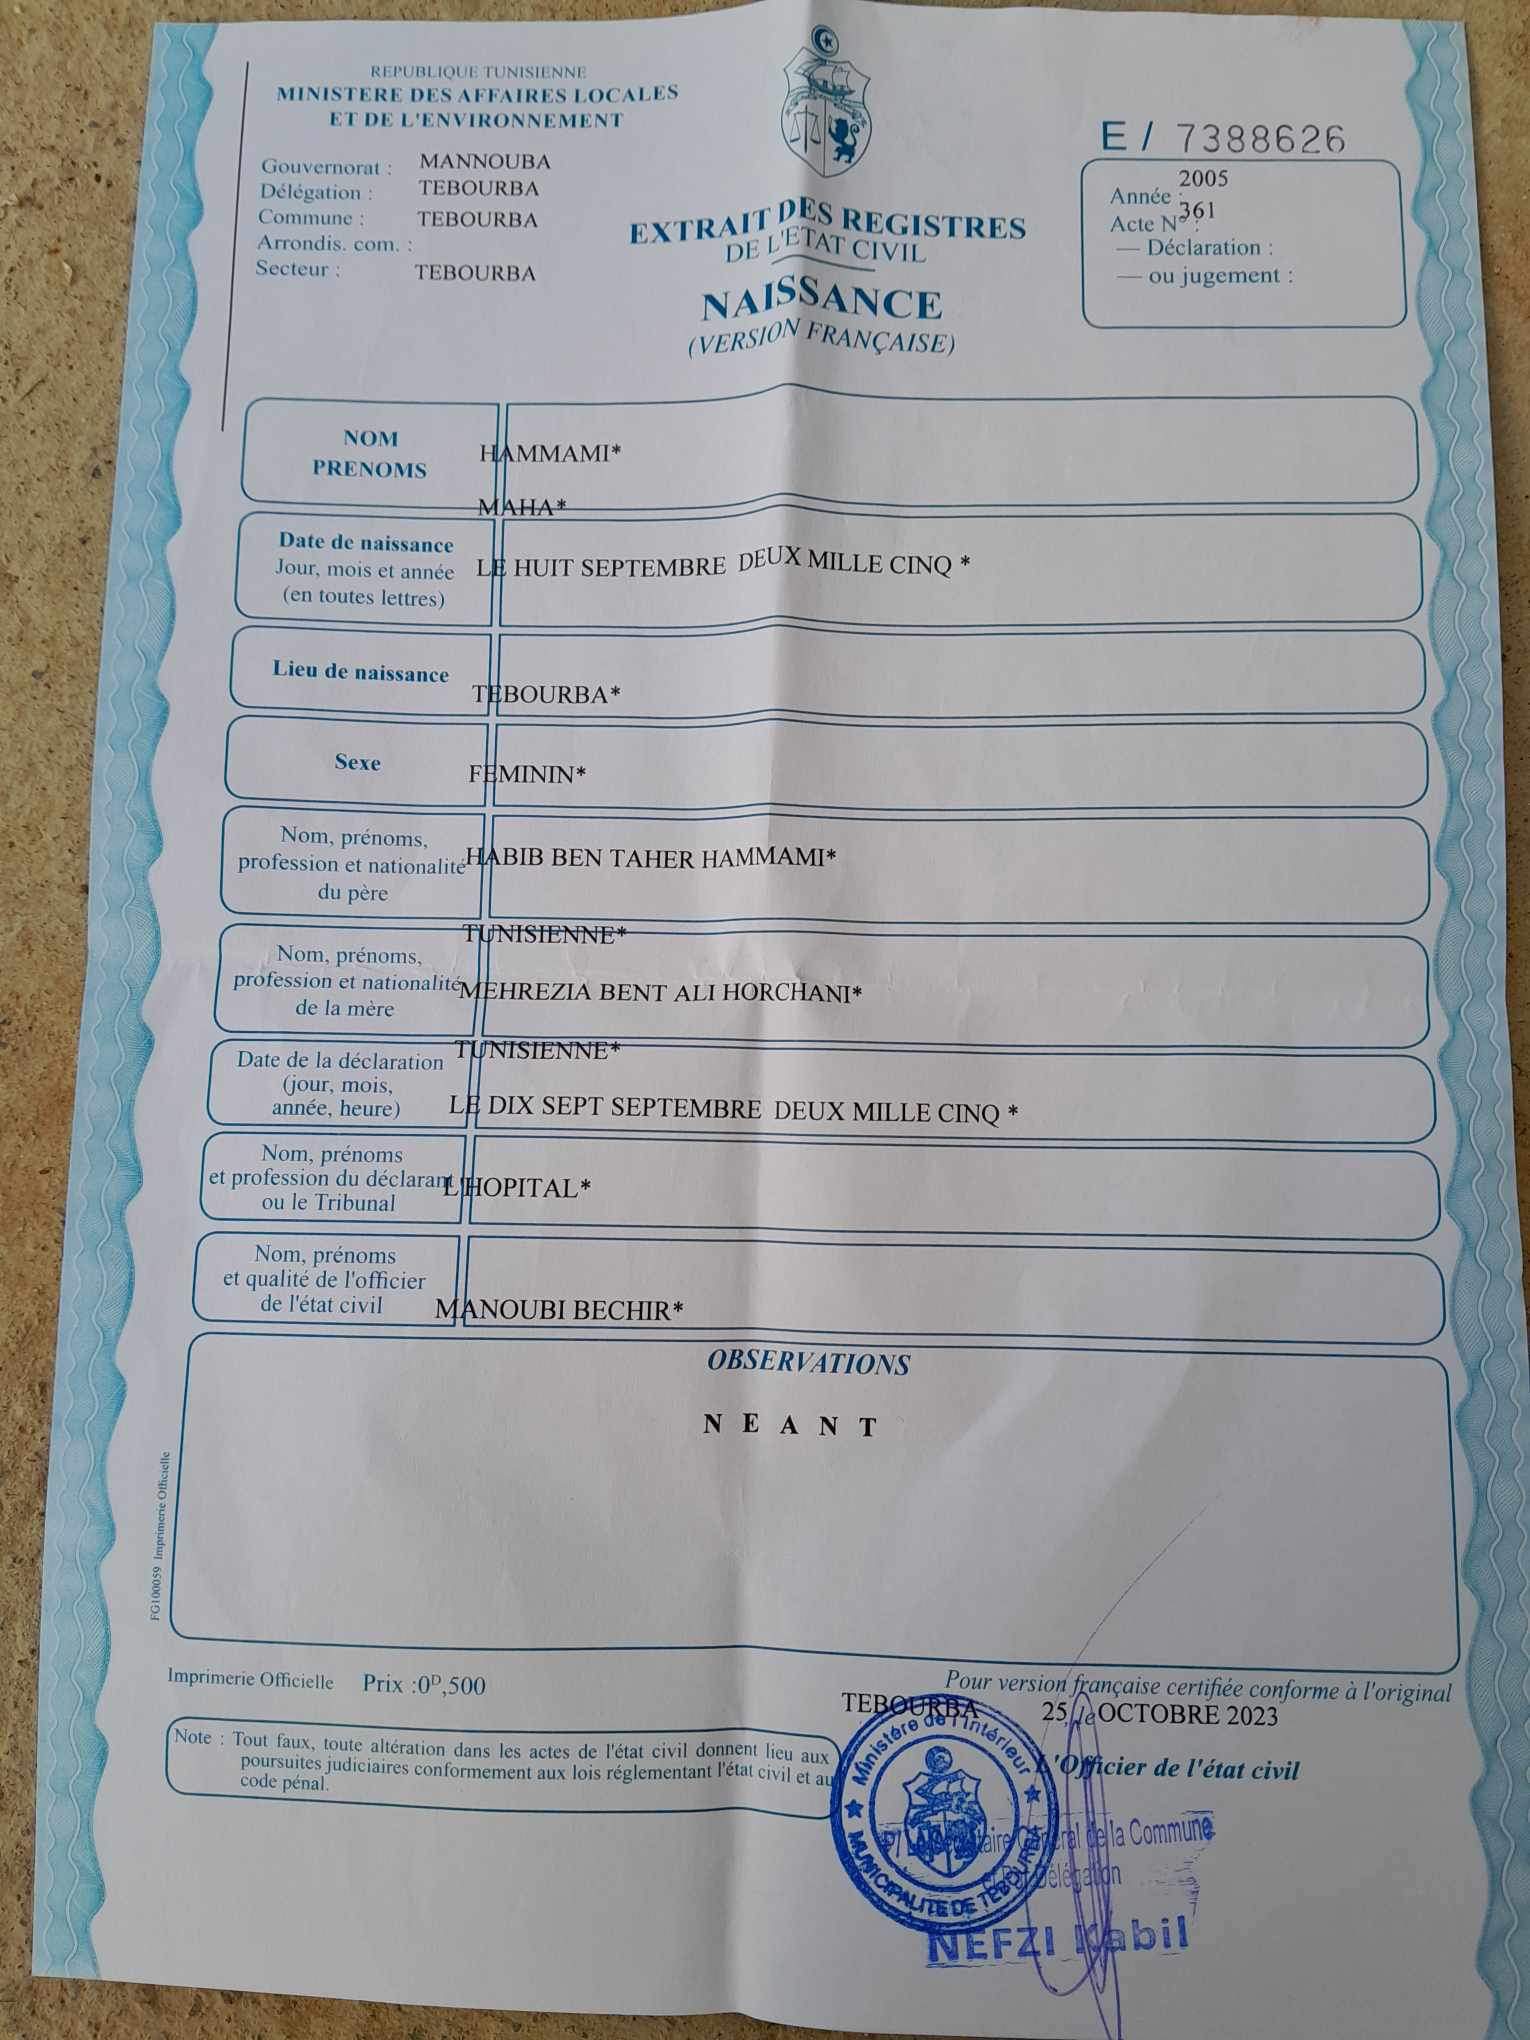 REPUBLIQUE TUNISIENNE
MINISTERE DES AFFAIRES LOCALES
ET DE L'ENVIRONNEMENT
Gouvernorat : MANNOUBA
Délégation : TEBOURBA
Commune : TEBOURBA
Arrondis. com. :
Secteur : TEBOURBA
EXTRAIT DES REGISTRES
DE L'ETAT CIVIL
NAISSANCE
(VERSION FRANÇAISE)
E / 7388626
Année : 2005
Acte N° : 361
— Déclaration :
— ou jugement :
NOM
PRENOMS
HAMMAMI*
MAHA*
Date de naissance
Jour, mois et année
(en toutes lettres)
LE HUIT SEPTEMBRE DEUX MILLE CINQ *
Lieu de naissance
TEBOURBA*
Sexe
FEMININ*
Nom, prénoms,
profession et nationalité
du père
HABIB BEN TAHER HAMMAMI*
TUNISIENNE*
Nom, prénoms,
profession et nationalité
de la mère
MEHREZIA BENT ALI HORCHANI*
TUNISIENNE*
Date de la déclaration
(jour, mois,
année, heure)
LE DIX SEPT SEPTEMBRE DEUX MILLE CINQ *
Nom, prénoms
et profession du déclarant
ou le Tribunal
L'HOPITAL*
Nom, prénoms
et qualité de l'officier
de l'état civil
MANOUBI BECHIR*
OBSERVATIONS
N E A N T
FG100059 Imprimerie Officielle
Imprimerie Officielle Prix :0ᴰ,500
Pour version française certifiée conforme à l'original
TEBOURBA 25, le OCTOBRE 2023
L'Officier de l'état civil
Note : Tout faux, toute altération dans les actes de l'état civil donnent lieu aux
poursuites judiciaires conformement aux lois réglementant l'état civil et au
code pénal.
Ministère de l'Intérieur
MUNICIPALITE DE TEBOURBA
P/ Le Secrétaire Général de la Commune
Délégation
NEFZI